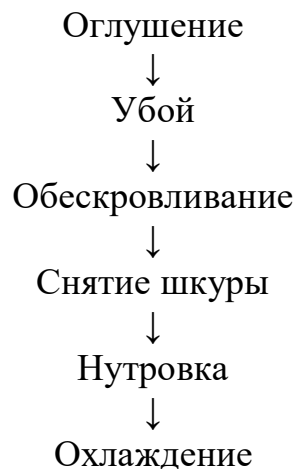 Оглушение
↓
Убой
↓
Обескровливание
↓
Снятие шкуры
↓
Нутровка
↓
Охлаждение